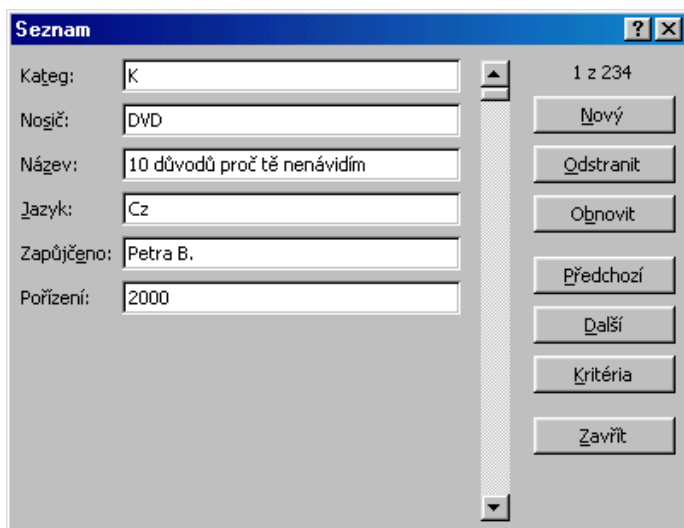 Seznam
Kateg: K
Nosič: DVD
Název: 10 důvodů proč tě nenávidím
Jazyk: Cz
Zapůjčeno: Petra B.
Pořízení: 2000
1 z 234
Nový
Odstranit
Obnovit
Předchozí
Další
Kritéria
Zavřít